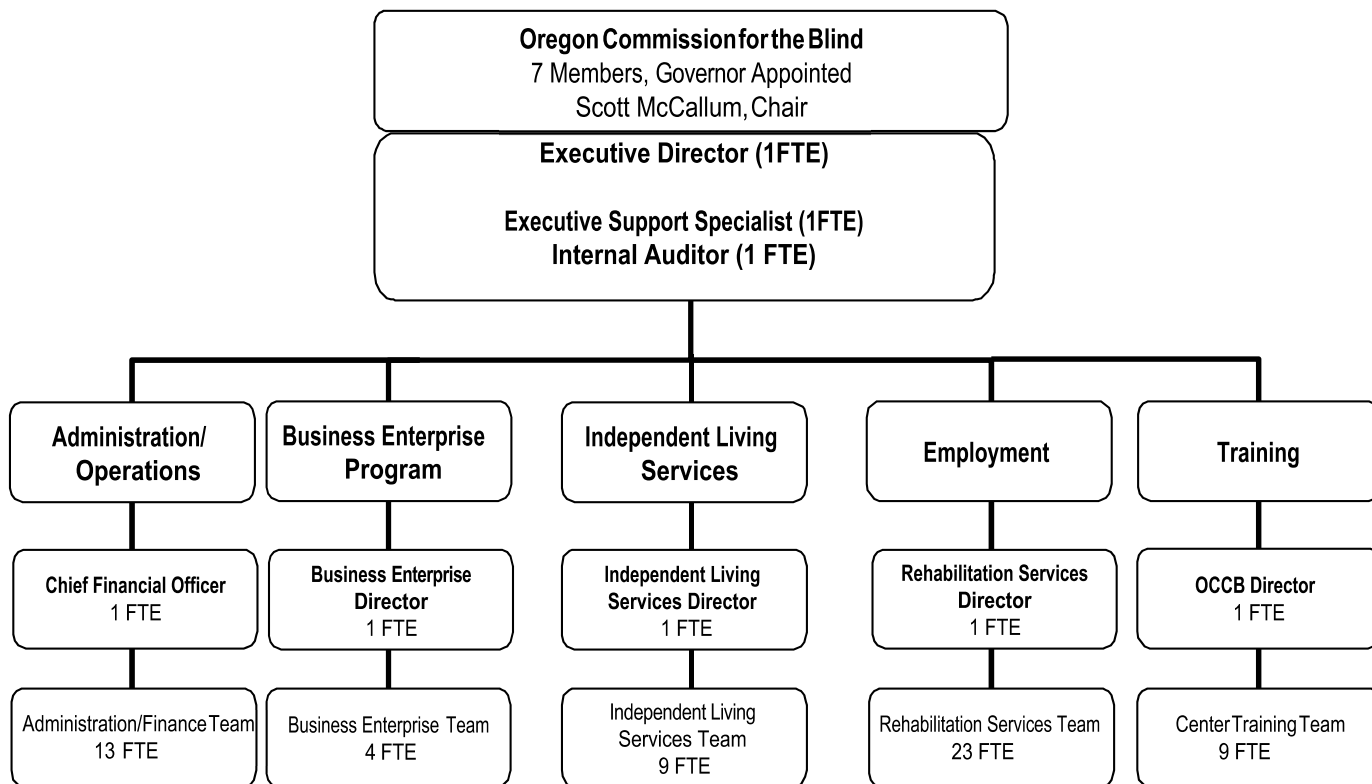 Oregon Commission for the Blind
7 Members, Governor Appointed
Scott McCallum, Chair
Executive Director (1FTE)
Executive Support Specialist (1FTE)
Internal Auditor (1 FTE)
Administration/
Operations
Business Enterprise
Program
Independent Living
Services
Employment
Training
Chief Financial Officer
1 FTE
Business Enterprise
Director
1 FTE
Independent Living
Services Director
1 FTE
Rehabilitation Services
Director
1 FTE
OCCB Director
1 FTE
Administration/Finance Team
13 FTE
Business Enterprise Team
4 FTE
Independent Living
Services Team
9 FTE
Rehabilitation Services Team
23 FTE
Center Training Team
9 FTE